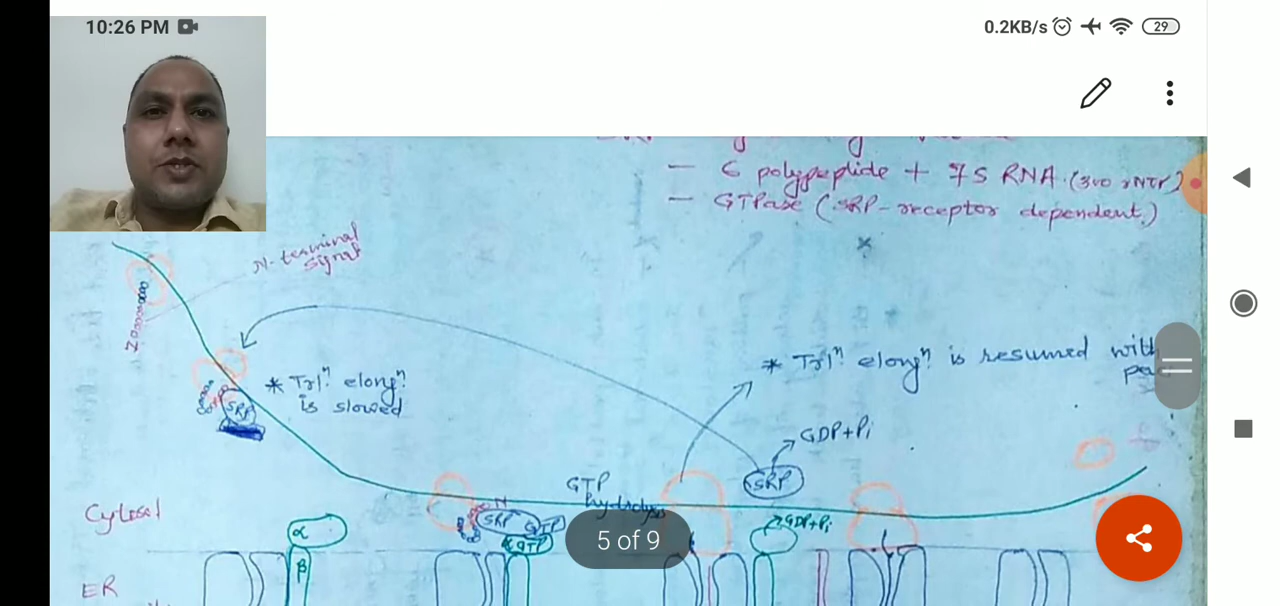 10:26 PM
0.2KB/s
29
- 6 polypeptide + 7S RNA (300 rNTP)
- GTPase (SRP-receptor dependent.)
N-terminal
signal
* Trlⁿ elongⁿ is resumed with
* Trlⁿ elongⁿ
is slowed
SRP
GDP+Pi
SRP
GTP
hydrolysis
Cytosol
α
N
SRP
GTP
GTP
5 of 9
GDP+Pi
β
ER